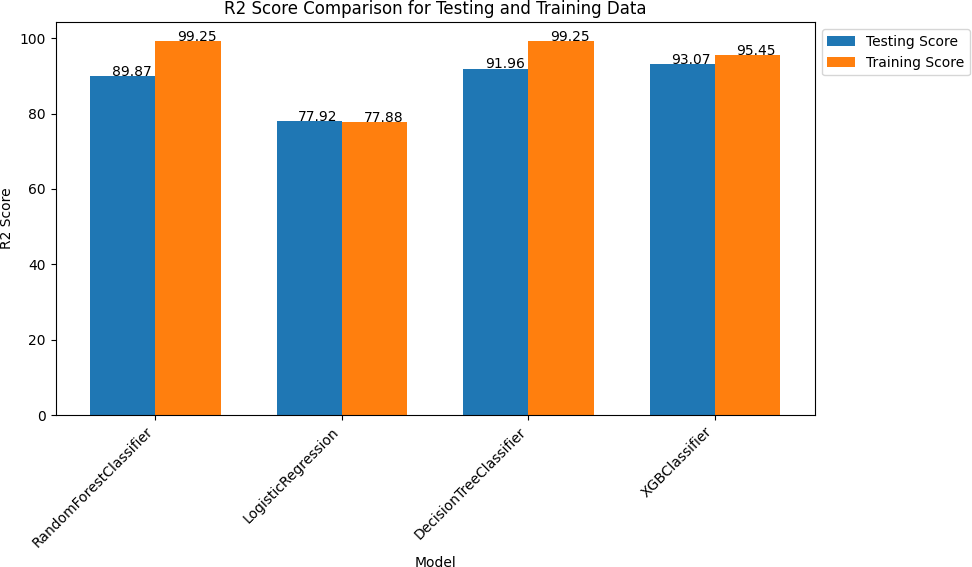 R2 Score Comparison for Testing and Training Data
Testing Score
Training Score
R2 Score
100
80
60
40
20
0
89.87
99.25
77.92
77.88
91.96
99.25
93.07
95.45
RandomForestClassifier
LogisticRegression
DecisionTreeClassifier
XGBClassifier
Model